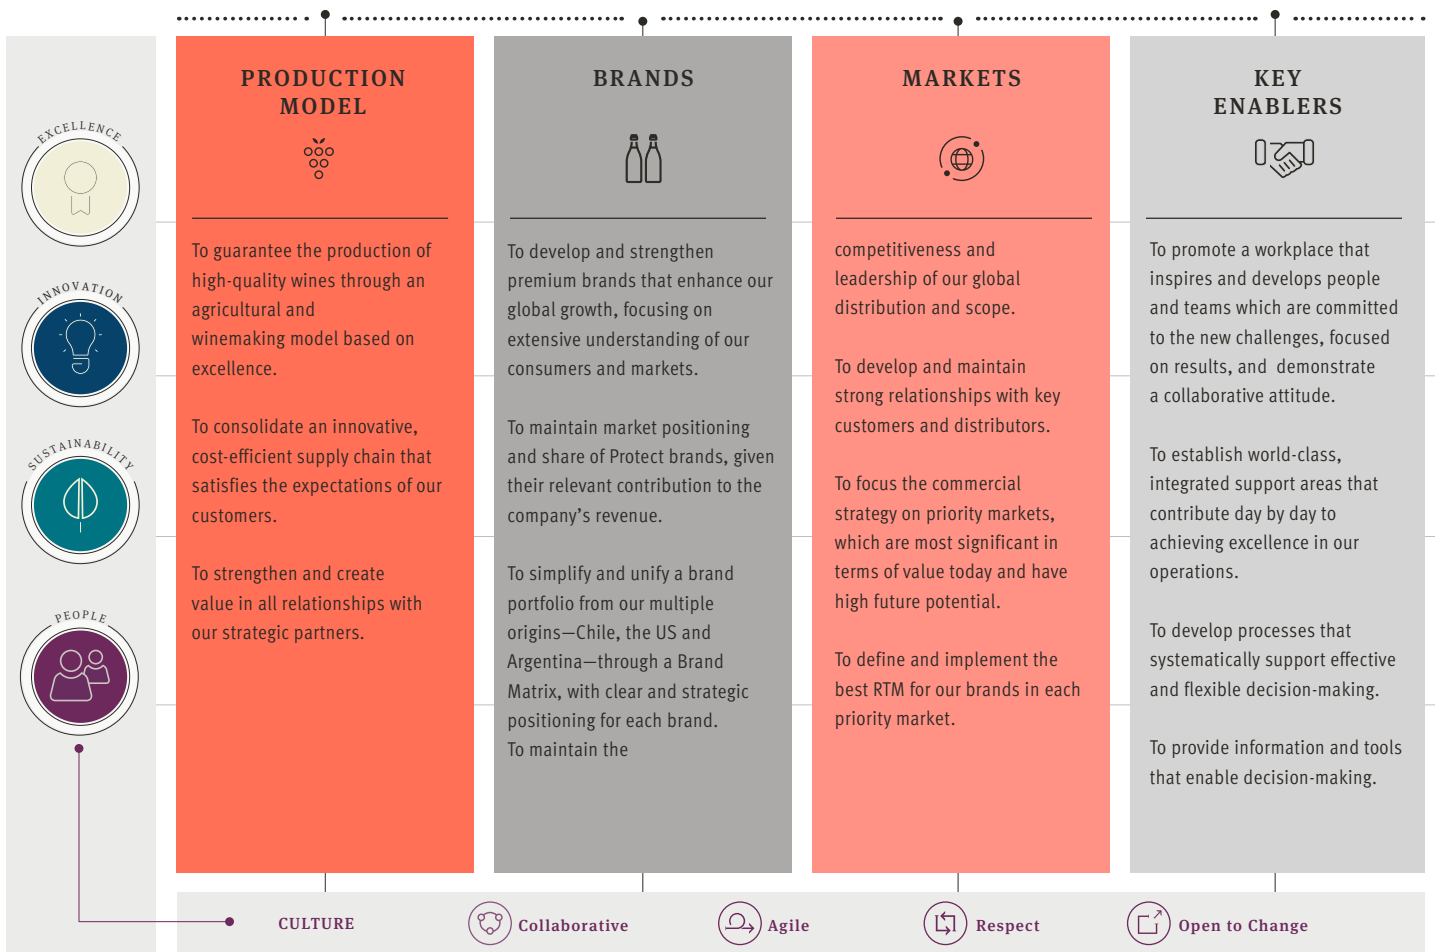 EXCELLENCE
INNOVATION
SUSTAINABILITY
PEOPLE
PRODUCTION
MODEL
To guarantee the production of
high-quality wines through an
agricultural and
winemaking model based on
excellence.
To consolidate an innovative,
cost-efficient supply chain that
satisfies the expectations of our
customers.
To strengthen and create
value in all relationships with
our strategic partners.
BRANDS
To develop and strengthen
premium brands that enhance our
global growth, focusing on
extensive understanding of our
consumers and markets.
To maintain market positioning
and share of Protect brands, given
their relevant contribution to the
company’s revenue.
To simplify and unify a brand
portfolio from our multiple
origins—Chile, the US and
Argentina—through a Brand
Matrix, with clear and strategic
positioning for each brand.
To maintain the
MARKETS
competitiveness and
leadership of our global
distribution and scope.
To develop and maintain
strong relationships with key
customers and distributors.
To focus the commercial
strategy on priority markets,
which are most significant in
terms of value today and have
high future potential.
To define and implement the
best RTM for our brands in each
priority market.
KEY
ENABLERS
To promote a workplace that
inspires and develops people
and teams which are committed
to the new challenges, focused
on results, and demonstrate
a collaborative attitude.
To establish world-class,
integrated support areas that
contribute day by day to
achieving excellence in our
operations.
To develop processes that
systematically support effective
and flexible decision-making.
To provide information and tools
that enable decision-making.
CULTURE
Collaborative
Agile
Respect
Open to Change